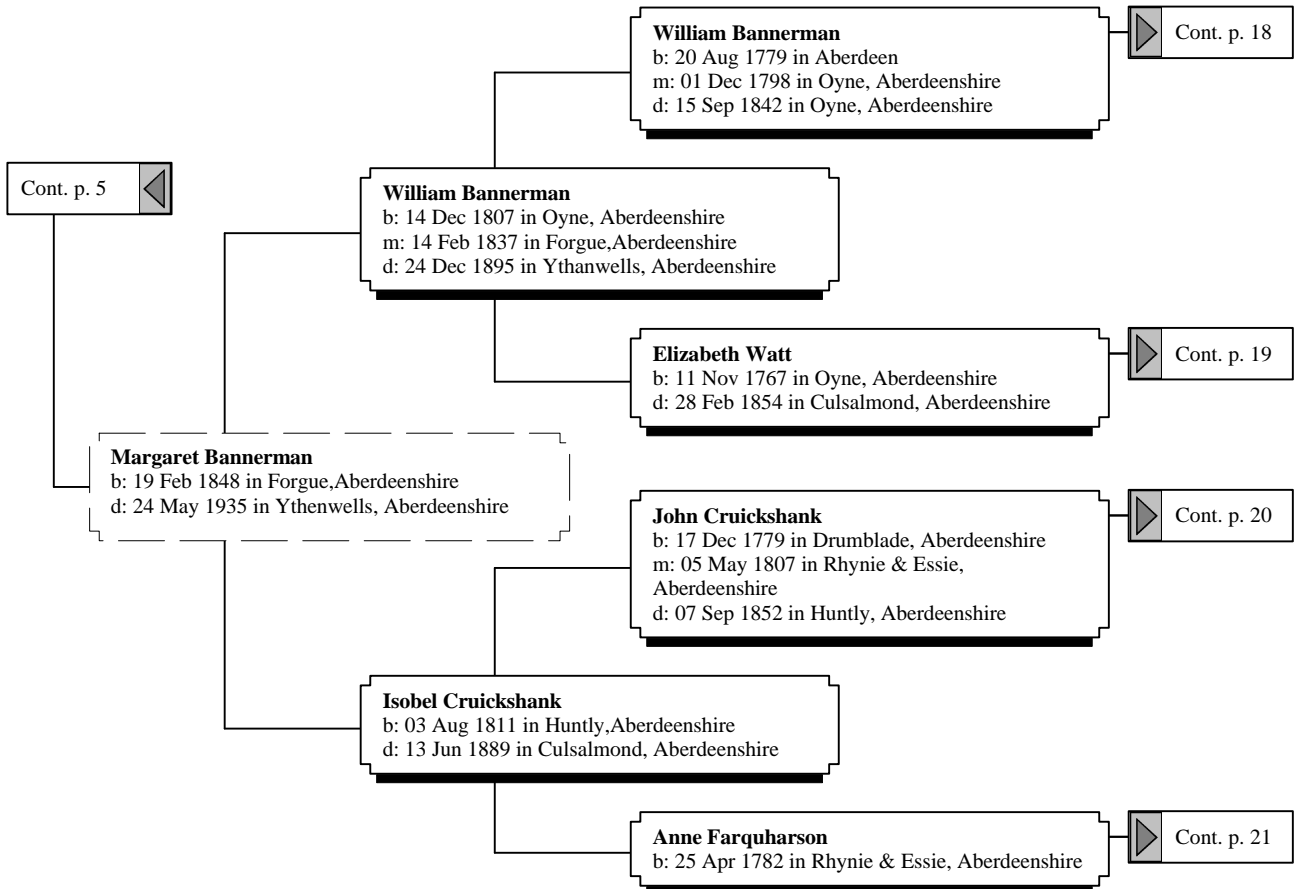 William Bannerman
b: 20 Aug 1779 in Aberdeen
m: 01 Dec 1798 in Oyne, Aberdeenshire
d: 15 Sep 1842 in Oyne, Aberdeenshire
Cont. p. 18
Cont. p. 5
William Bannerman
b: 14 Dec 1807 in Oyne, Aberdeenshire
m: 14 Feb 1837 in Forgue,Aberdeenshire
d: 24 Dec 1895 in Ythanwells, Aberdeenshire
Elizabeth Watt
b: 11 Nov 1767 in Oyne, Aberdeenshire
d: 28 Feb 1854 in Culsalmond, Aberdeenshire
Cont. p. 19
Margaret Bannerman
b: 19 Feb 1848 in Forgue,Aberdeenshire
d: 24 May 1935 in Ythenwells, Aberdeenshire
John Cruickshank
b: 17 Dec 1779 in Drumblade, Aberdeenshire
m: 05 May 1807 in Rhynie & Essie,
Aberdeenshire
d: 07 Sep 1852 in Huntly, Aberdeenshire
Cont. p. 20
Isobel Cruickshank
b: 03 Aug 1811 in Huntly,Aberdeenshire
d: 13 Jun 1889 in Culsalmond, Aberdeenshire
Anne Farquharson
b: 25 Apr 1782 in Rhynie & Essie, Aberdeenshire
Cont. p. 21